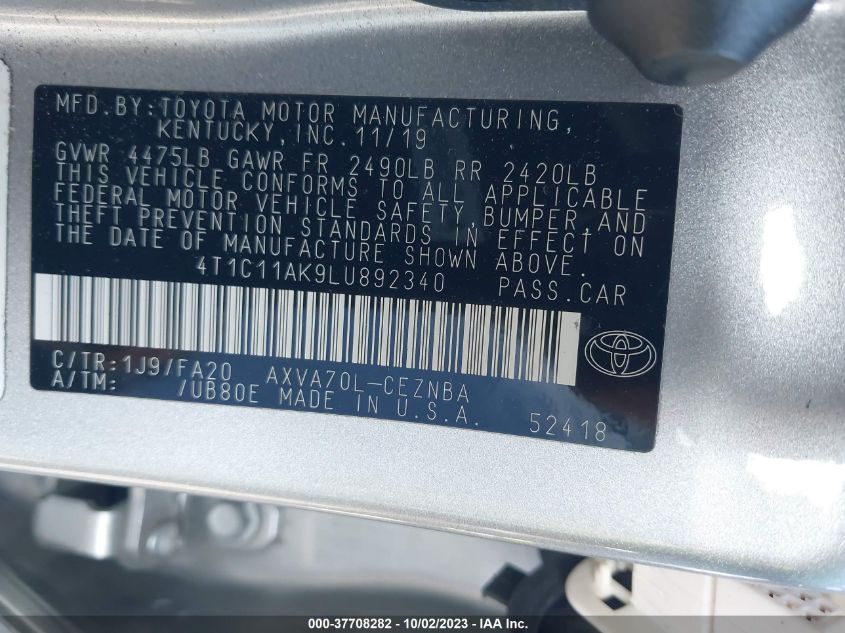 MFD.BY:TOYOTA MOTOR MANUFACTURING,
KENTUCKY,INC.11/19
GVWR 4475LB GAWR FR 2490LB RR 2420LB
THIS VEHICLE CONFORMS TO ALL APPLICABLE
FEDERAL MOTOR VEHICLE SAFETY,BUMPER,AND
THEFT PREVENTION STANDARDS IN EFFECT ON
THE DATE OF MANUFACTURE SHOWN ABOVE.
4T1C11AK9LU892340 PASS.CAR
C/TR:1J9/FA20 AXVA70L-CEZNBA
A/TM: /UB80E MADE IN U.S.A. 52418
000-37708282 - 10/02/2023 - IAAI.com